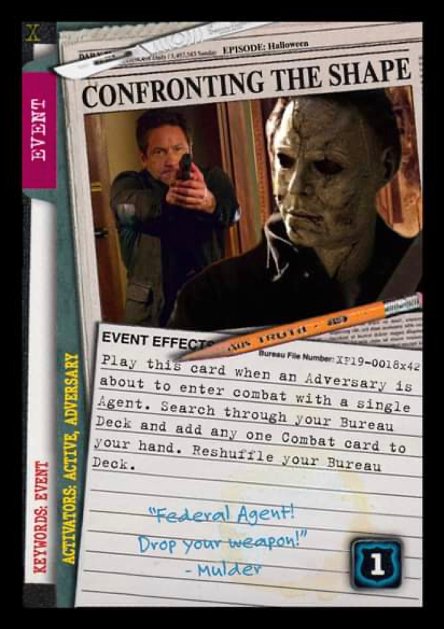 X
EPISODE: Halloween
CONFRONTING THE SHAPE
EVENT
EVENT EFFECTS
TRUTH
Bureau File Number: XF19-0018x42
Play this card when an Adversary is
about to enter combat with a single
Agent. Search through your Bureau
Deck and add any one Combat card to
your hand. Reshuffle your Bureau
Deck.
"Federal Agent!
Drop your weapon!"
- Mulder
1
KEYWORDS: EVENT
ACTIVATORS: ACTIVE, ADVERSARY